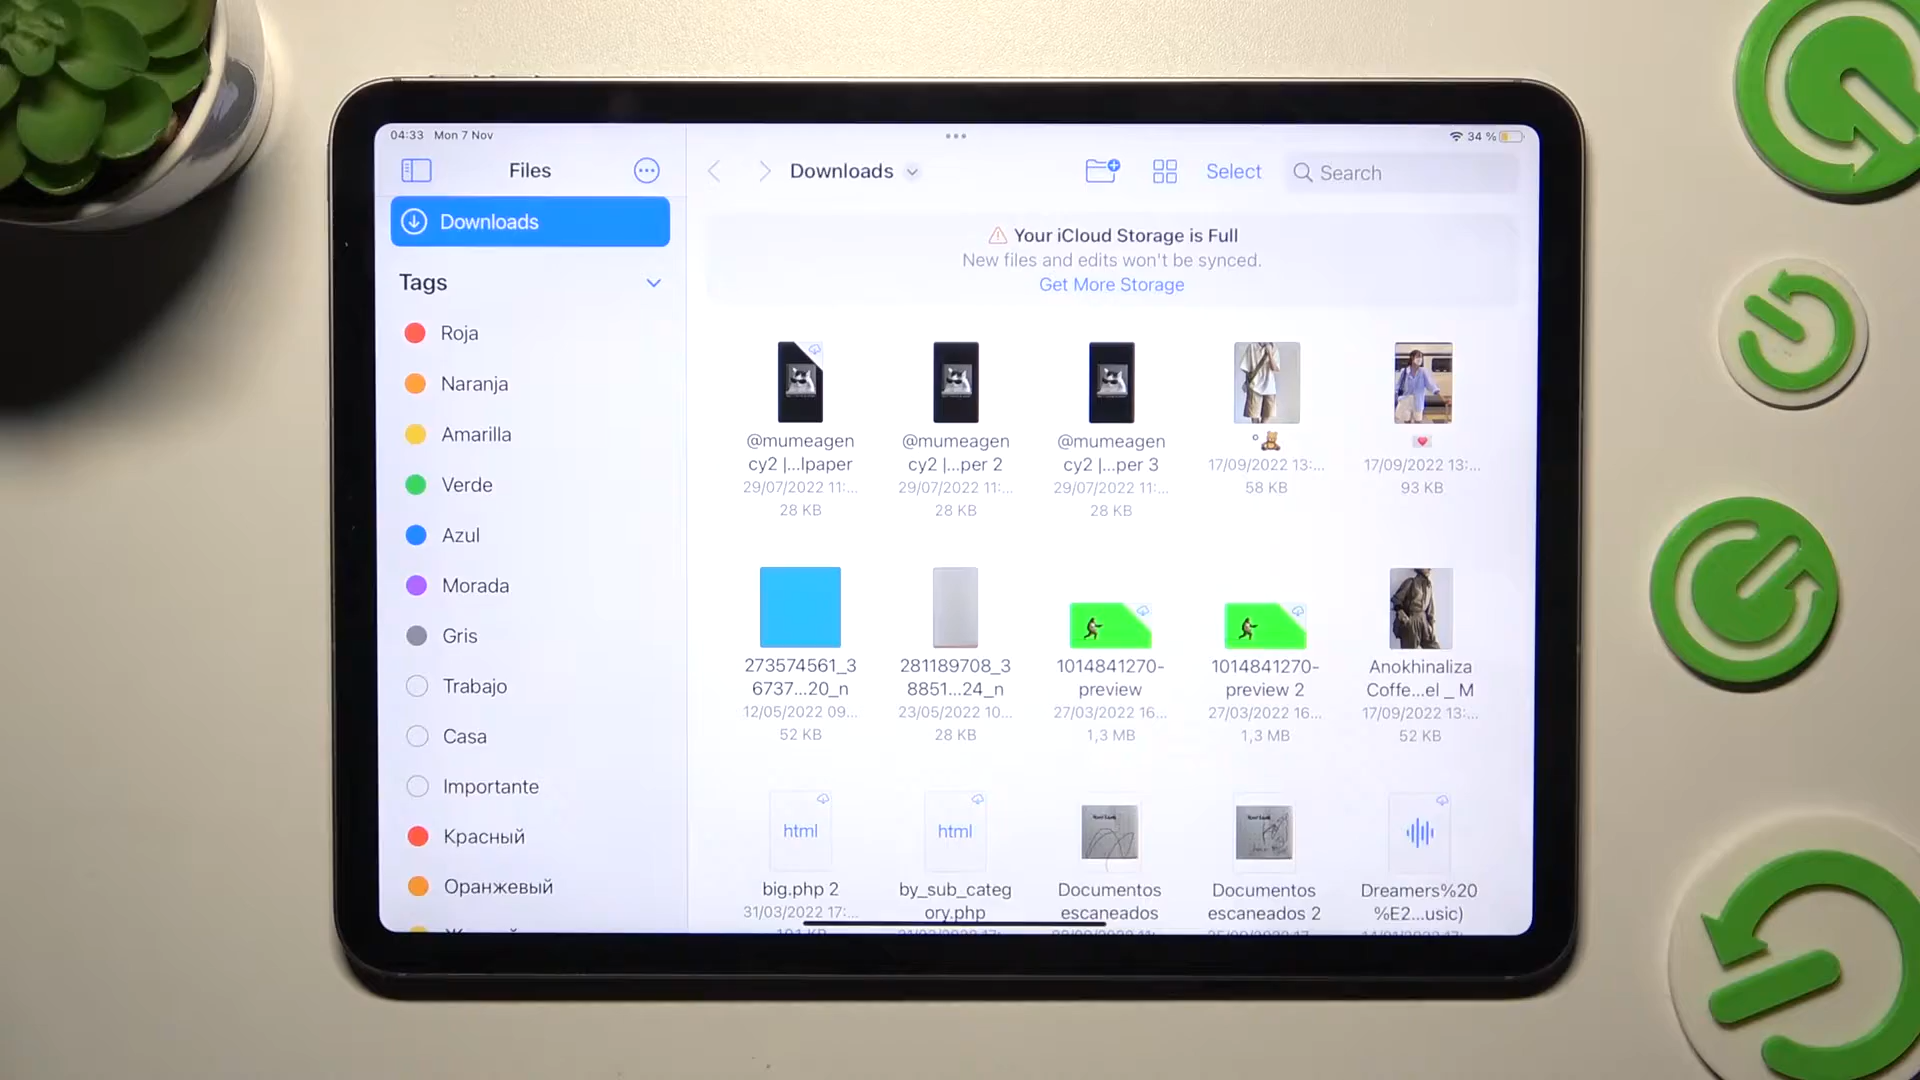 04:33 Mon 7 Nov
34 %
Files
Downloads
Tags
Roja
Naranja
Amarilla
Verde
Azul
Morada
Gris
Trabajo
Casa
Importante
Красный
Оранжевый
Downloads
Select
Search
Your iCloud Storage is Full
New files and edits won't be synced.
Get More Storage
@mumeagen
cy2 |...lpaper
29/07/2022 11:...
28 KB
@mumeagen
cy2 |...per 2
29/07/2022 11:...
28 KB
@mumeagen
cy2 |...per 3
29/07/2022 11:...
28 KB
17/09/2022 13:...
58 KB
17/09/2022 13:...
93 KB
273574561_3
6737...20_n
12/05/2022 09...
52 KB
281189708_3
8851...24_n
23/05/2022 10...
28 KB
1014841270-
preview
27/03/2022 16...
1,3 MB
1014841270-
preview 2
27/03/2022 16...
1,3 MB
Anokhinaliza
Coffe...el _ M
17/09/2022 13:...
52 KB
html
big.php 2
31/03/2022 17:...
html
by_sub_categ
ory.php
Documentos
escaneados
Documentos
escaneados 2
Dreamers%20
%E2...usic)